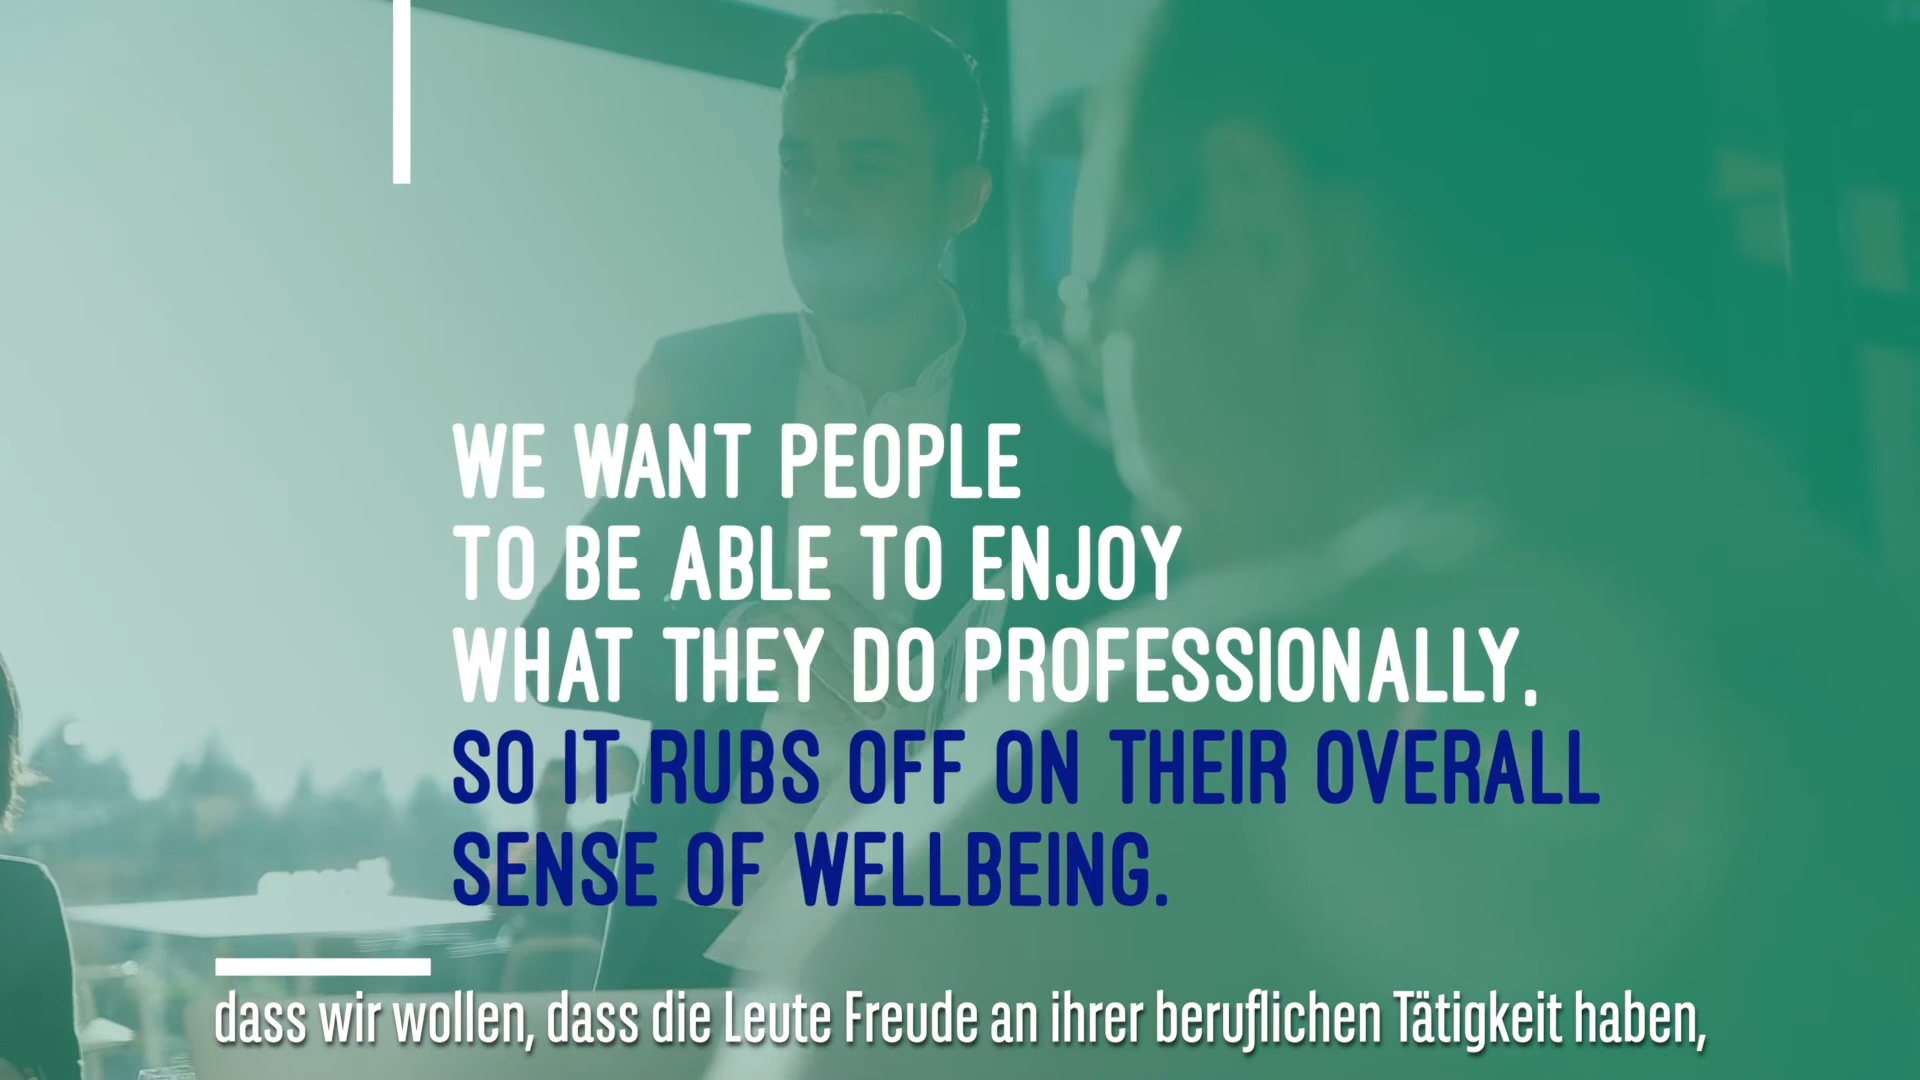 WE WANT PEOPLE
TO BE ABLE TO ENJOY
WHAT THEY DO PROFESSIONALLY,
SO IT RUBS OFF ON THEIR OVERALL
SENSE OF WELLBEING.
dass wir wollen, dass die Leute Freude an ihrer beruflichen Tätigkeit haben,